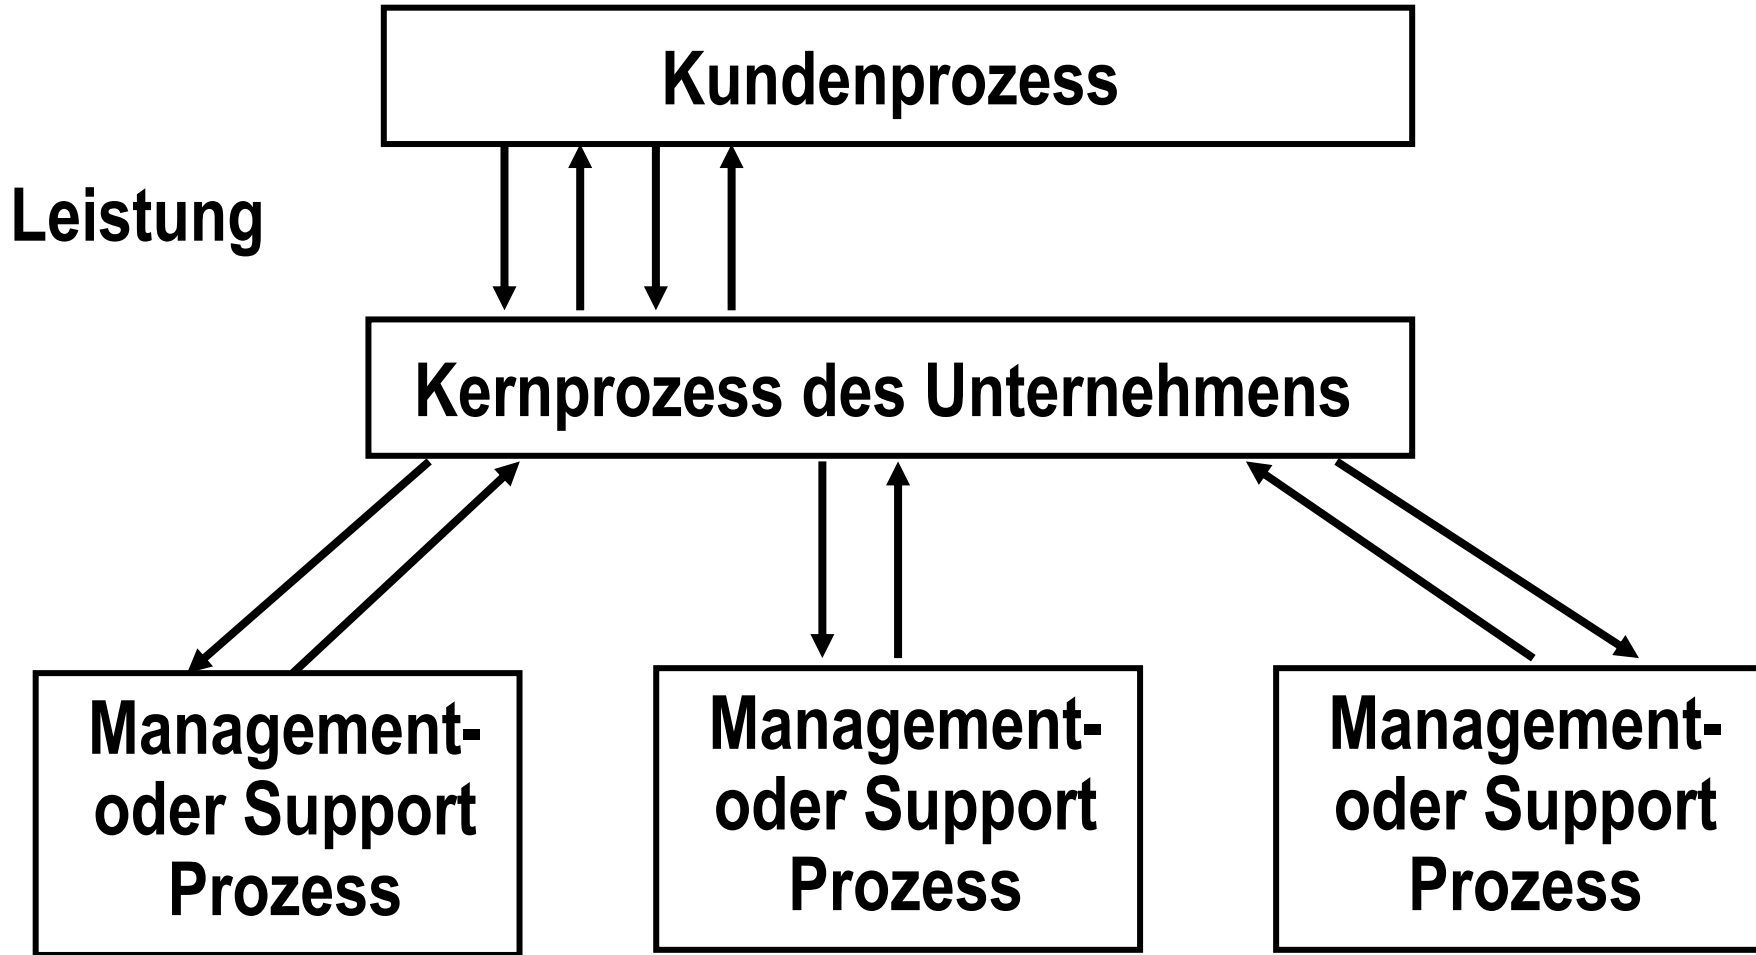 Kundenprozess
Leistung
Kernprozess des Unternehmens
Management-
oder Support
Prozess
Management-
oder Support
Prozess
Management-
oder Support
Prozess